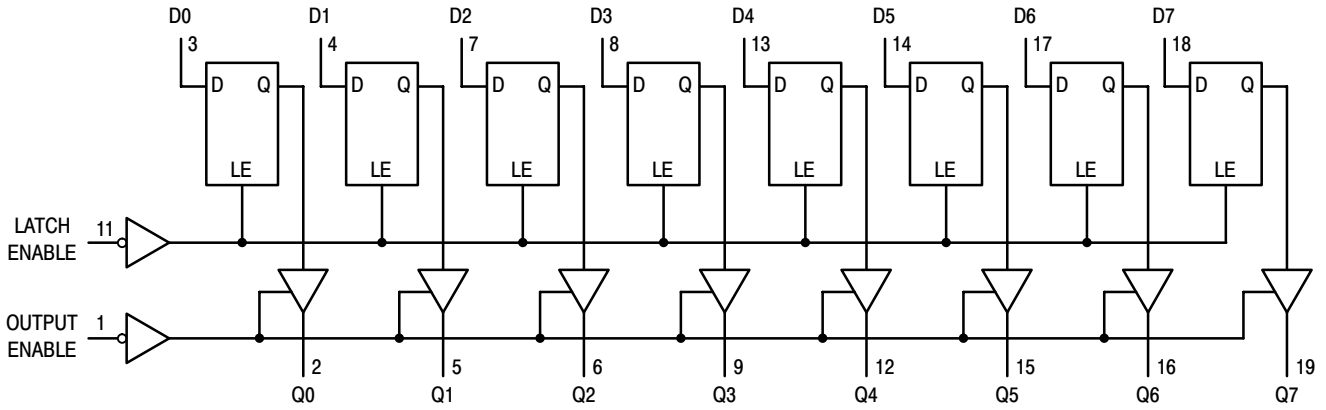 D0 D1 D2 D3 D4 D5 D6 D7
3 4 7 8 13 14 17 18
D Q D Q D Q D Q D Q D Q D Q D Q
LE LE LE LE LE LE LE LE
LATCH 11
ENABLE
OUTPUT 1
ENABLE
2 5 6 9 12 15 16 19
Q0 Q1 Q2 Q3 Q4 Q5 Q6 Q7